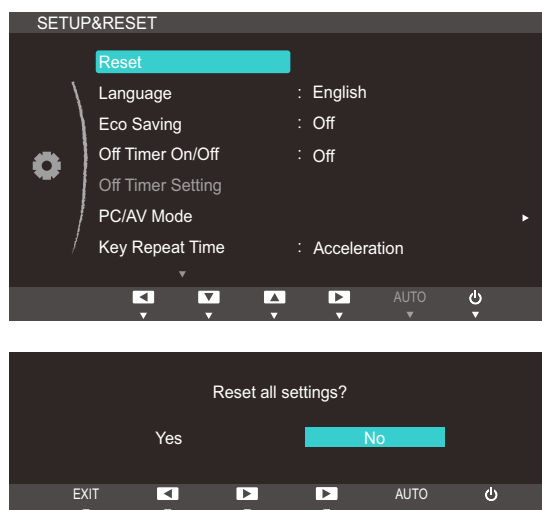 SETUP&RESET
Reset
Language : English
Eco Saving : Off
Off Timer On/Off : Off
Off Timer Setting
PC/AV Mode
Key Repeat Time : Acceleration
AUTO
Reset all settings?
Yes No
EXIT AUTO